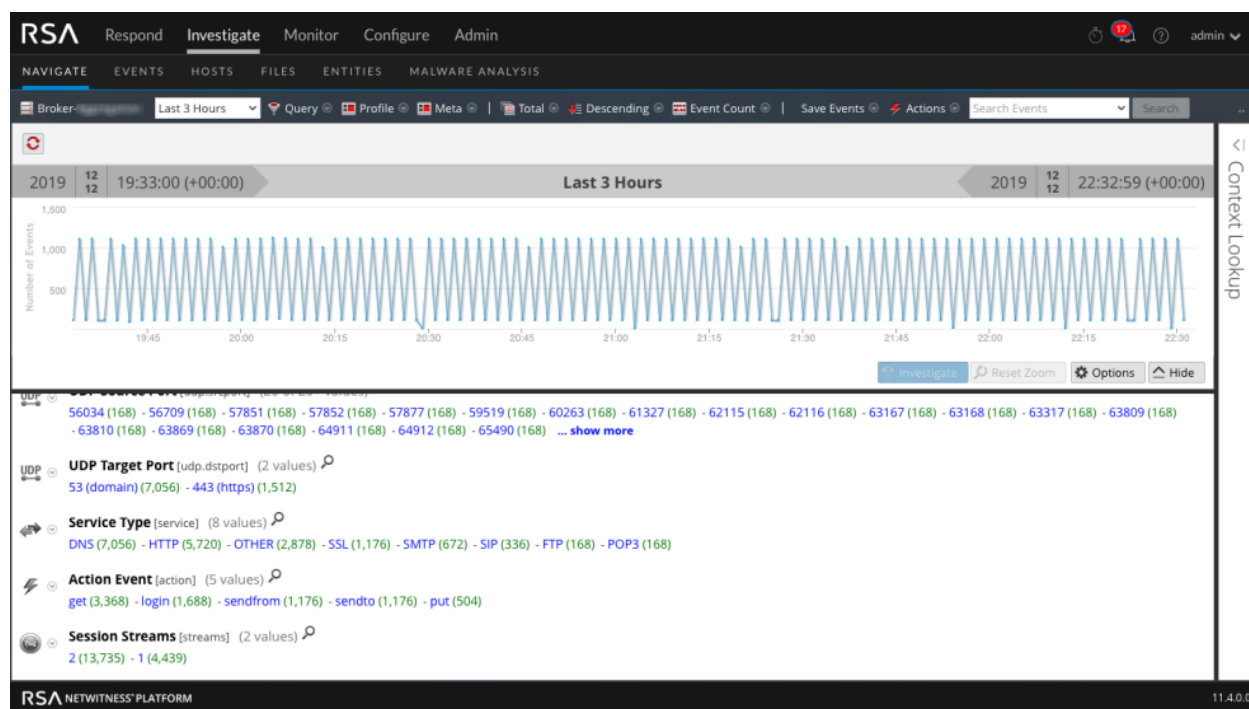 RSA Respond Investigate Monitor Configure Admin 17 admin
NAVIGATE EVENTS HOSTS FILES ENTITIES MALWARE ANALYSIS
Broker- Last 3 Hours Query Profile Meta | Total Descending Event Count | Save Events Actions Search Events Search ..
2019 12 12 19:33:00 (+00:00) Last 3 Hours 2019 12 12 22:32:59 (+00:00)
Context Lookup
Number of Events
1,500
1,000
500
19:45 20:00 20:15 20:30 20:45 21:00 21:15 21:30 21:45 22:00 22:15 22:30
Investigate Reset Zoom Options Hide
UDP
56034 (168) - 56709 (168) - 57851 (168) - 57852 (168) - 57877 (168) - 59519 (168) - 60263 (168) - 61327 (168) - 62115 (168) - 62116 (168) - 63167 (168) - 63168 (168) - 63317 (168) - 63809 (168)
- 63810 (168) - 63869 (168) - 63870 (168) - 64911 (168) - 64912 (168) - 65490 (168) ... show more
UDP UDP Target Port [udp.dstport] (2 values)
53 (domain) (7,056) - 443 (https) (1,512)
Service Type [service] (8 values)
DNS (7,056) - HTTP (5,720) - OTHER (2,878) - SSL (1,176) - SMTP (672) - SIP (336) - FTP (168) - POP3 (168)
Action Event [action] (5 values)
get (3,368) - login (1,688) - sendfrom (1,176) - sendto (1,176) - put (504)
Session Streams [streams] (2 values)
2 (13,735) - 1 (4,439)
RSA NETWITNESS® PLATFORM 11.4.0.0